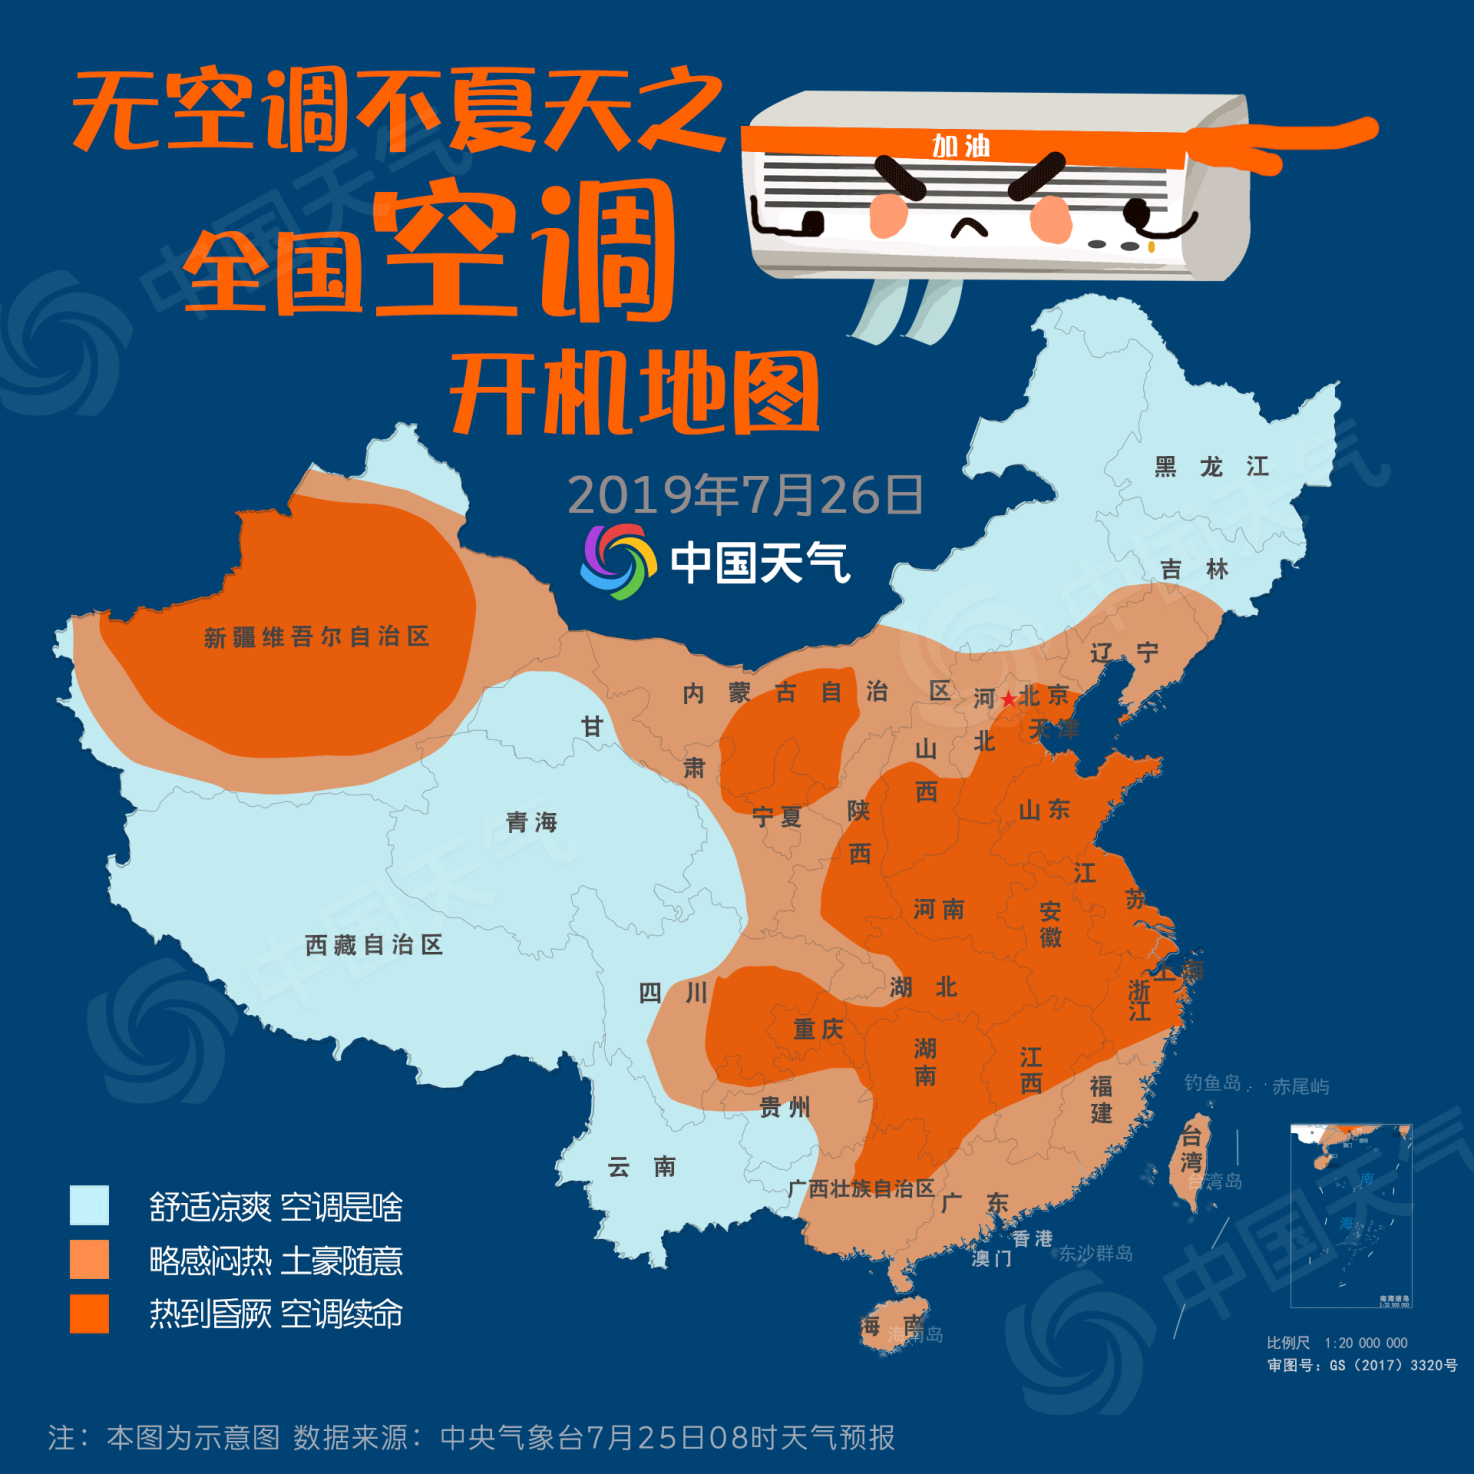 无空调不夏天之
全国空调
开机地图
加油
2019年7月26日
中国天气
黑龙江
吉林
辽宁
新疆维吾尔自治区
内蒙古自治区
北京
天津
河北
山西
甘肃
宁夏
陕西
山东
青海
河南
江苏
安徽
西藏自治区
上海
浙江
四川
湖北
重庆
湖南
江西
福建
贵州
云南
广西壮族自治区
广东
香港
澳门
东沙群岛
台湾
台湾岛
钓鱼岛
赤尾屿
海南
海南岛
南海
南海诸岛
舒适凉爽 空调是啥
略感闷热 土豪随意
热到昏厥 空调续命
比例尺 1:20 000 000
审图号：GS（2017）3320号
注：本图为示意图 数据来源：中央气象台7月25日08时天气预报